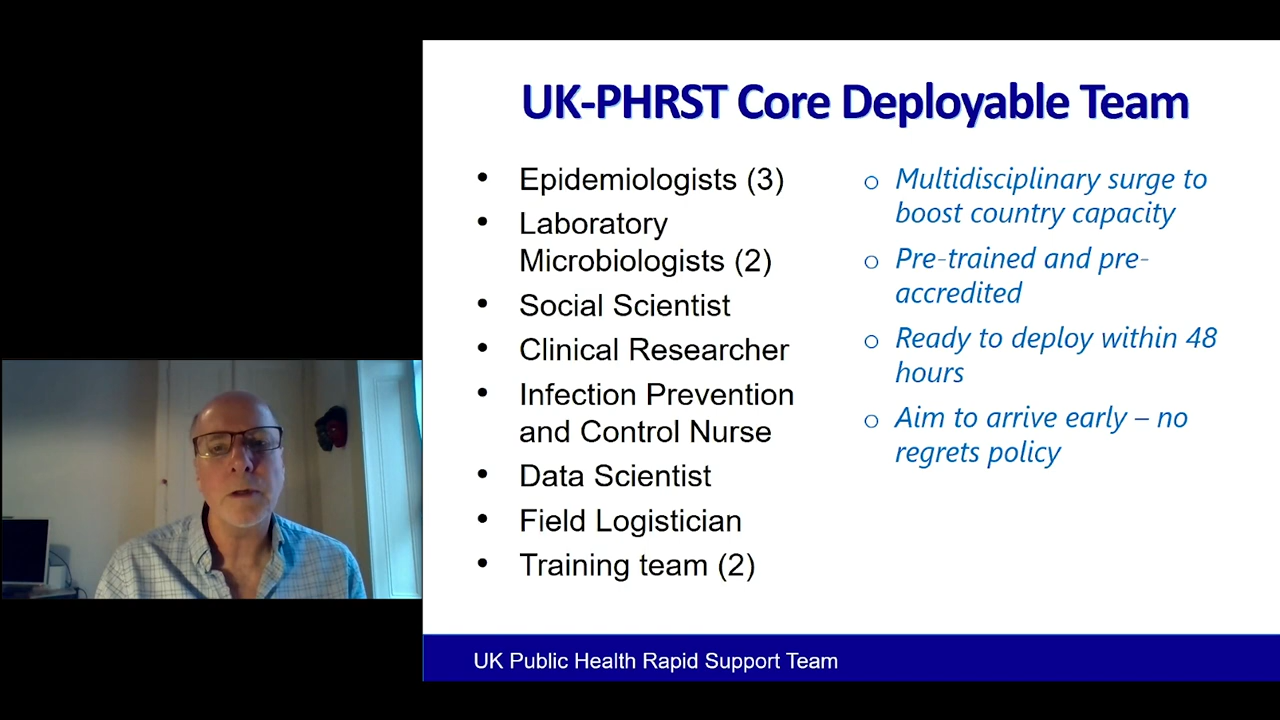 UK-PHRST Core Deployable Team
• Epidemiologists (3)
• Laboratory
Microbiologists (2)
• Social Scientist
• Clinical Researcher
• Infection Prevention
and Control Nurse
• Data Scientist
• Field Logistician
• Training team (2)
o Multidisciplinary surge to
boost country capacity
o Pre-trained and pre-
accredited
o Ready to deploy within 48
hours
o Aim to arrive early – no
regrets policy
UK Public Health Rapid Support Team